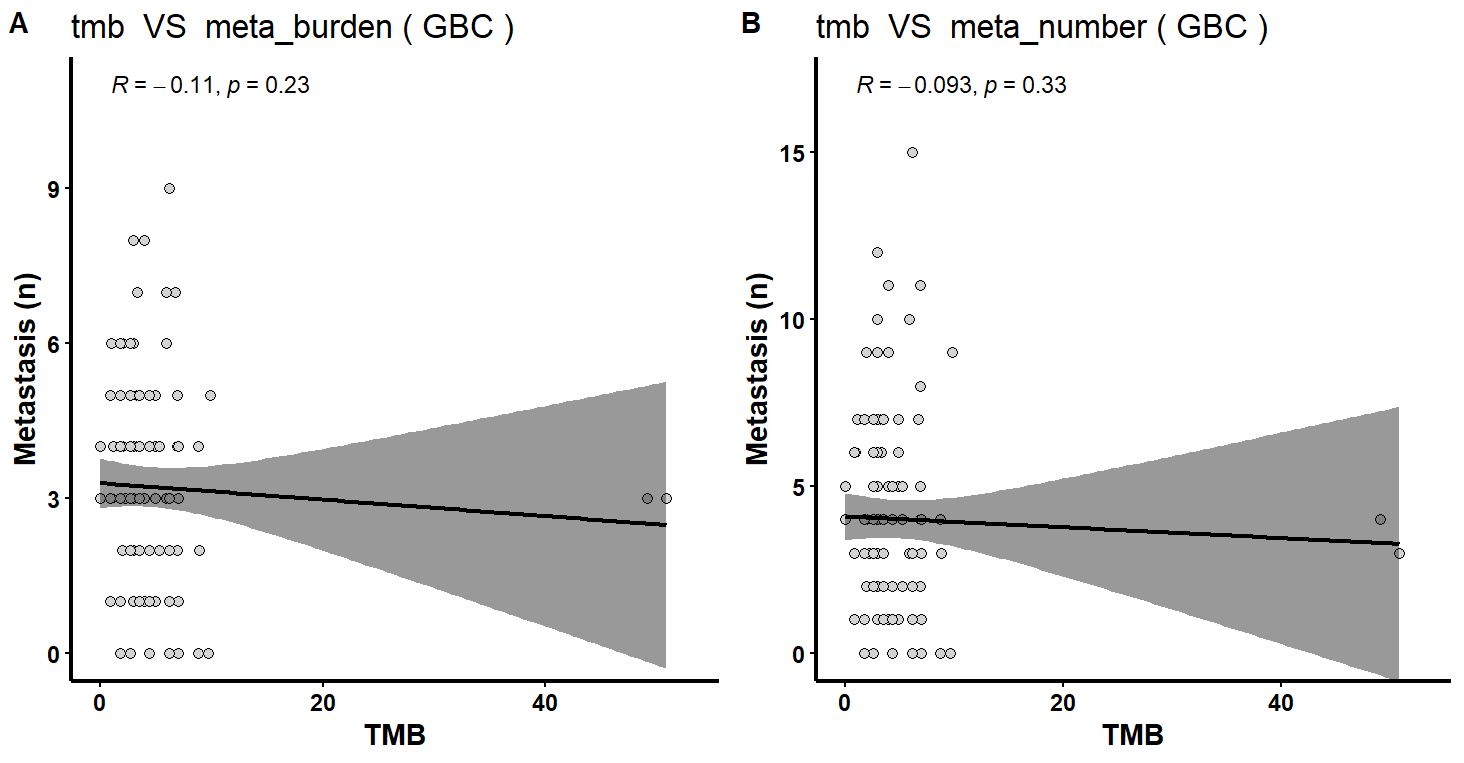 A
tmb VS meta_burden ( GBC )
R = −0.11, p = 0.23
Metastasis (n)
9
6
3
0
0 20 40
TMB
B
tmb VS meta_number ( GBC )
R = −0.093, p = 0.33
Metastasis (n)
15
10
5
0
0 20 40
TMB